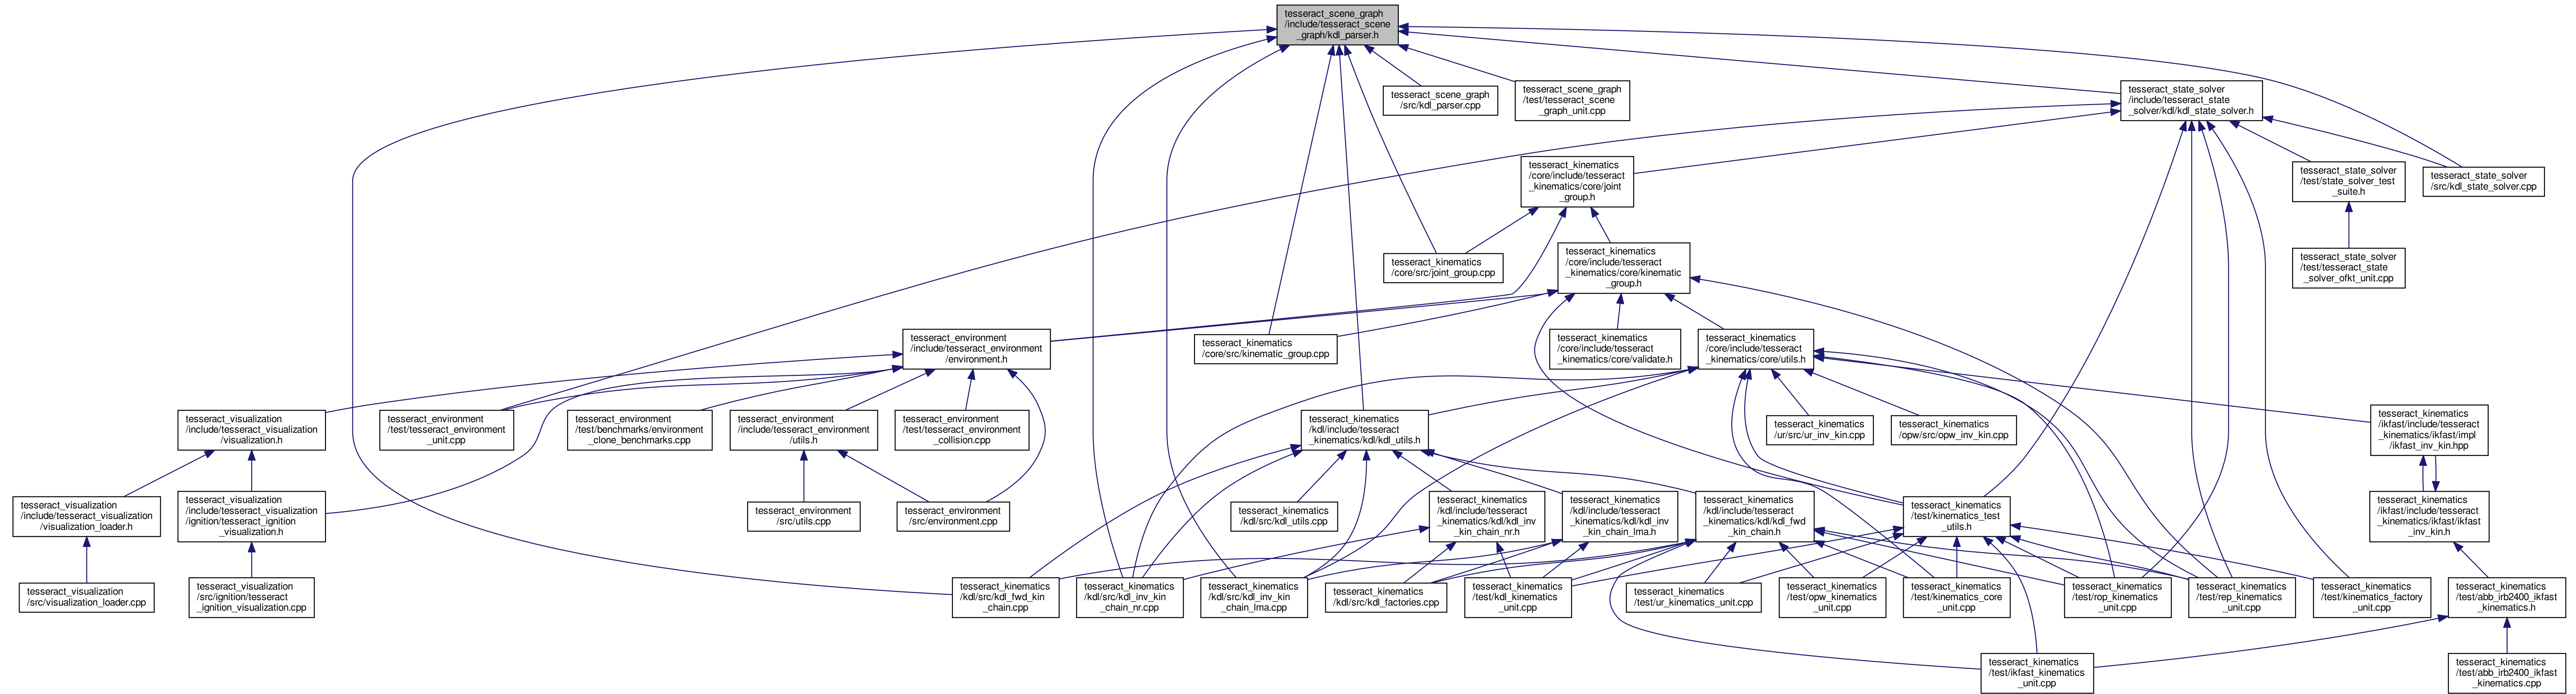 tesseract_scene_graph
/include/tesseract_scene
_graph/kdl_parser.h
tesseract_scene_graph
/src/kdl_parser.cpp
tesseract_scene_graph
/test/tesseract_scene
_graph_unit.cpp
tesseract_state_solver
/include/tesseract_state
_solver/kdl/kdl_state_solver.h
tesseract_kinematics
/core/include/tesseract
_kinematics/core/joint
_group.h
tesseract_state_solver
/test/state_solver_test
_suite.h
tesseract_state_solver
/src/kdl_state_solver.cpp
tesseract_kinematics
/core/src/joint_group.cpp
tesseract_kinematics
/core/include/tesseract
_kinematics/core/kinematic
_group.h
tesseract_state_solver
/test/tesseract_state
_solver_ofkt_unit.cpp
tesseract_environment
/include/tesseract_environment
/environment.h
tesseract_kinematics
/core/src/kinematic_group.cpp
tesseract_kinematics
/core/include/tesseract
_kinematics/core/validate.h
tesseract_kinematics
/core/include/tesseract
_kinematics/core/utils.h
tesseract_visualization
/include/tesseract_visualization
/visualization.h
tesseract_environment
/test/tesseract_environment
_unit.cpp
tesseract_environment
/test/benchmarks/environment
_clone_benchmarks.cpp
tesseract_environment
/include/tesseract_environment
/utils.h
tesseract_environment
/test/tesseract_environment
_collision.cpp
tesseract_kinematics
/kdl/include/tesseract
_kinematics/kdl/kdl_utils.h
tesseract_kinematics
/ur/src/ur_inv_kin.cpp
tesseract_kinematics
/opw/src/opw_inv_kin.cpp
tesseract_kinematics
/ikfast/include/tesseract
_kinematics/ikfast/impl
/ikfast_inv_kin.hpp
tesseract_visualization
/include/tesseract_visualization
/visualization_loader.h
tesseract_visualization
/include/tesseract_visualization
/ignition/tesseract_ignition
_visualization.h
tesseract_environment
/src/utils.cpp
tesseract_environment
/src/environment.cpp
tesseract_kinematics
/kdl/src/kdl_utils.cpp
tesseract_kinematics
/kdl/include/tesseract
_kinematics/kdl/kdl_inv
_kin_chain_nr.h
tesseract_kinematics
/kdl/include/tesseract
_kinematics/kdl/kdl_inv
_kin_chain_lma.h
tesseract_kinematics
/kdl/include/tesseract
_kinematics/kdl/kdl_fwd
_kin_chain.h
tesseract_kinematics
/test/kinematics_test
_utils.h
tesseract_kinematics
/ikfast/include/tesseract
_kinematics/ikfast/ikfast
_inv_kin.h
tesseract_visualization
/src/visualization_loader.cpp
tesseract_visualization
/src/ignition/tesseract
_ignition_visualization.cpp
tesseract_kinematics
/kdl/src/kdl_fwd_kin
_chain.cpp
tesseract_kinematics
/kdl/src/kdl_inv_kin
_chain_nr.cpp
tesseract_kinematics
/kdl/src/kdl_inv_kin
_chain_lma.cpp
tesseract_kinematics
/kdl/src/kdl_factories.cpp
tesseract_kinematics
/test/kdl_kinematics
_unit.cpp
tesseract_kinematics
/test/ur_kinematics_unit.cpp
tesseract_kinematics
/test/opw_kinematics
_unit.cpp
tesseract_kinematics
/test/kinematics_core
_unit.cpp
tesseract_kinematics
/test/rop_kinematics
_unit.cpp
tesseract_kinematics
/test/rep_kinematics
_unit.cpp
tesseract_kinematics
/test/kinematics_factory
_unit.cpp
tesseract_kinematics
/test/abb_irb2400_ikfast
_kinematics.h
tesseract_kinematics
/test/ikfast_kinematics
_unit.cpp
tesseract_kinematics
/test/abb_irb2400_ikfast
_kinematics.cpp